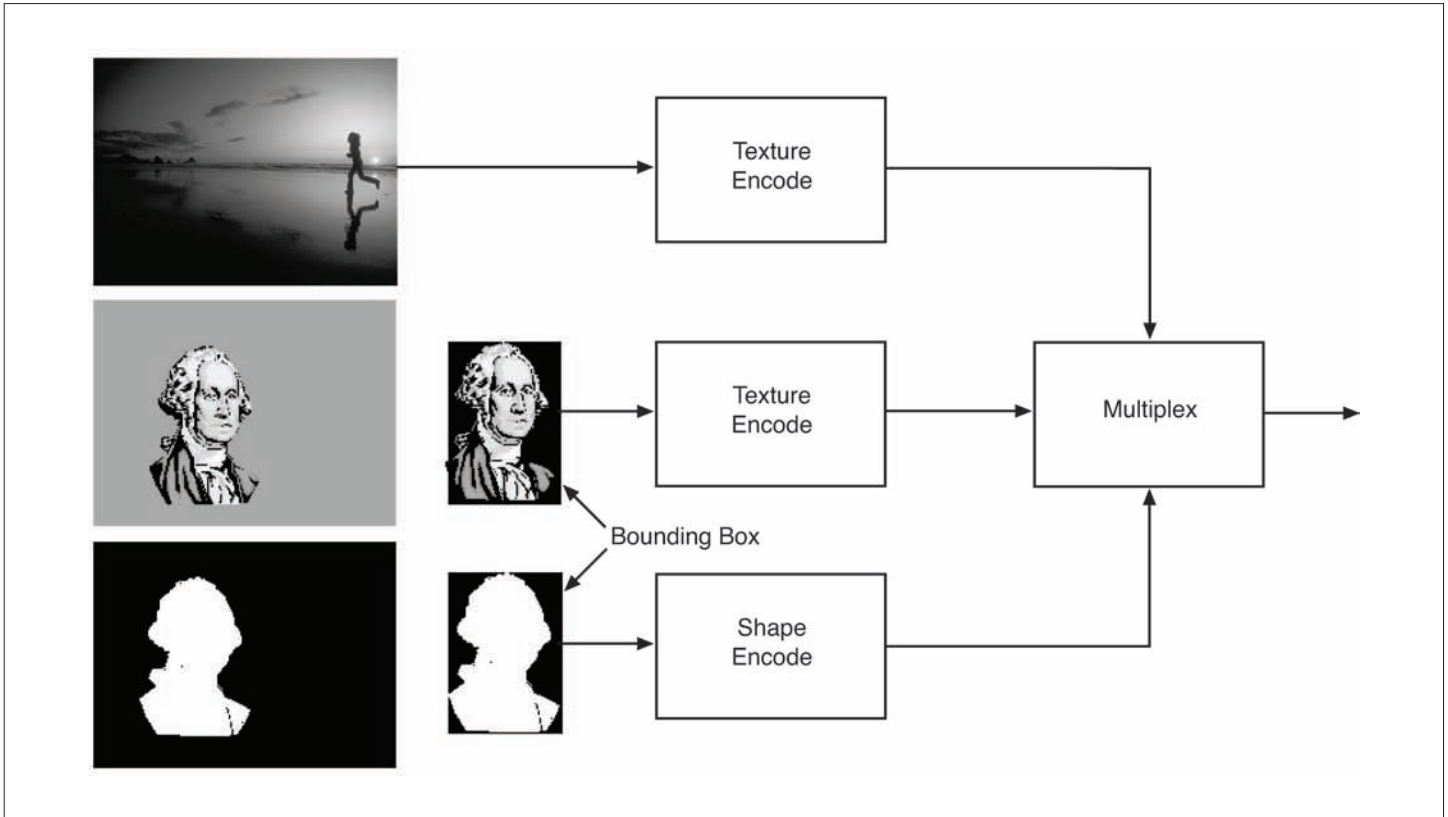 Texture
Encode
Texture
Encode
Multiplex
Bounding Box
Shape
Encode